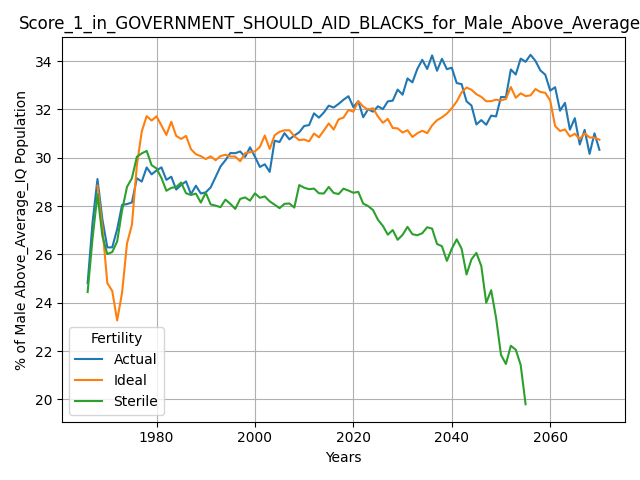 Score_1_in_GOVERNMENT_SHOULD_AID_BLACKS_for_Male_Above_Average
% of Male Above_Average_IQ Population
34
32
30
28
26
24
22
20
Fertility
Actual
Ideal
Sterile
1980 2000 2020 2040 2060
Years